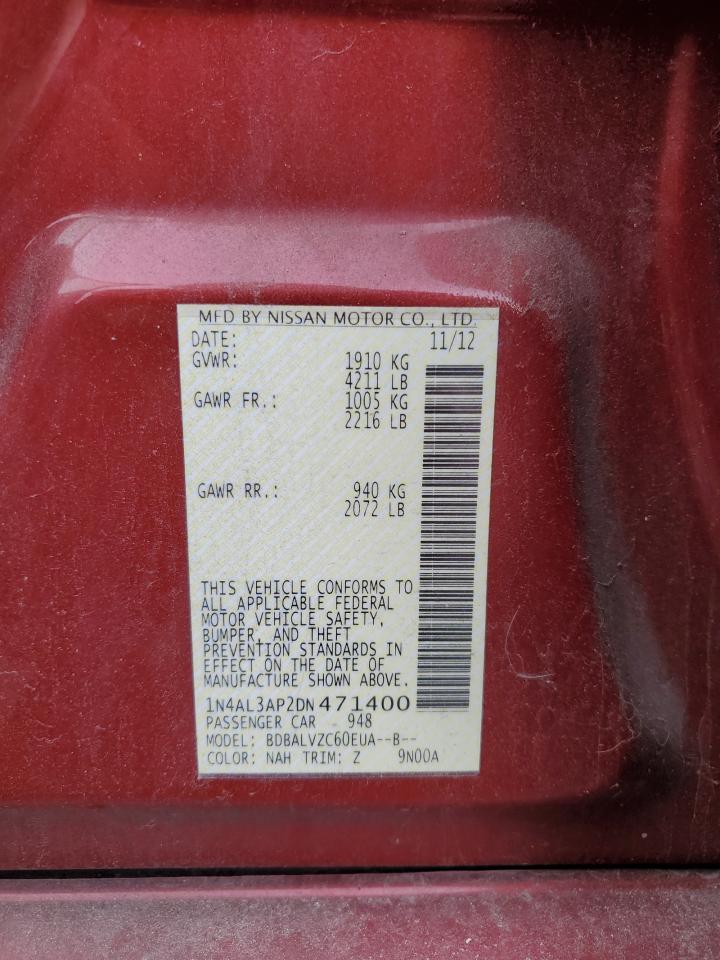 MFD BY NISSAN MOTOR CO., LTD.
DATE: 11/12
GVWR: 1910 KG
4211 LB
GAWR FR.: 1005 KG
2216 LB
GAWR RR.: 940 KG
2072 LB
THIS VEHICLE CONFORMS TO
ALL APPLICABLE FEDERAL
MOTOR VEHICLE SAFETY,
BUMPER, AND THEFT
PREVENTION STANDARDS IN
EFFECT ON THE DATE OF
MANUFACTURE SHOWN ABOVE.
1N4AL3AP2DN471400
PASSENGER CAR 948
MODEL: BDBALVZC60EUA--B--
COLOR: NAH TRIM: Z 9N00A